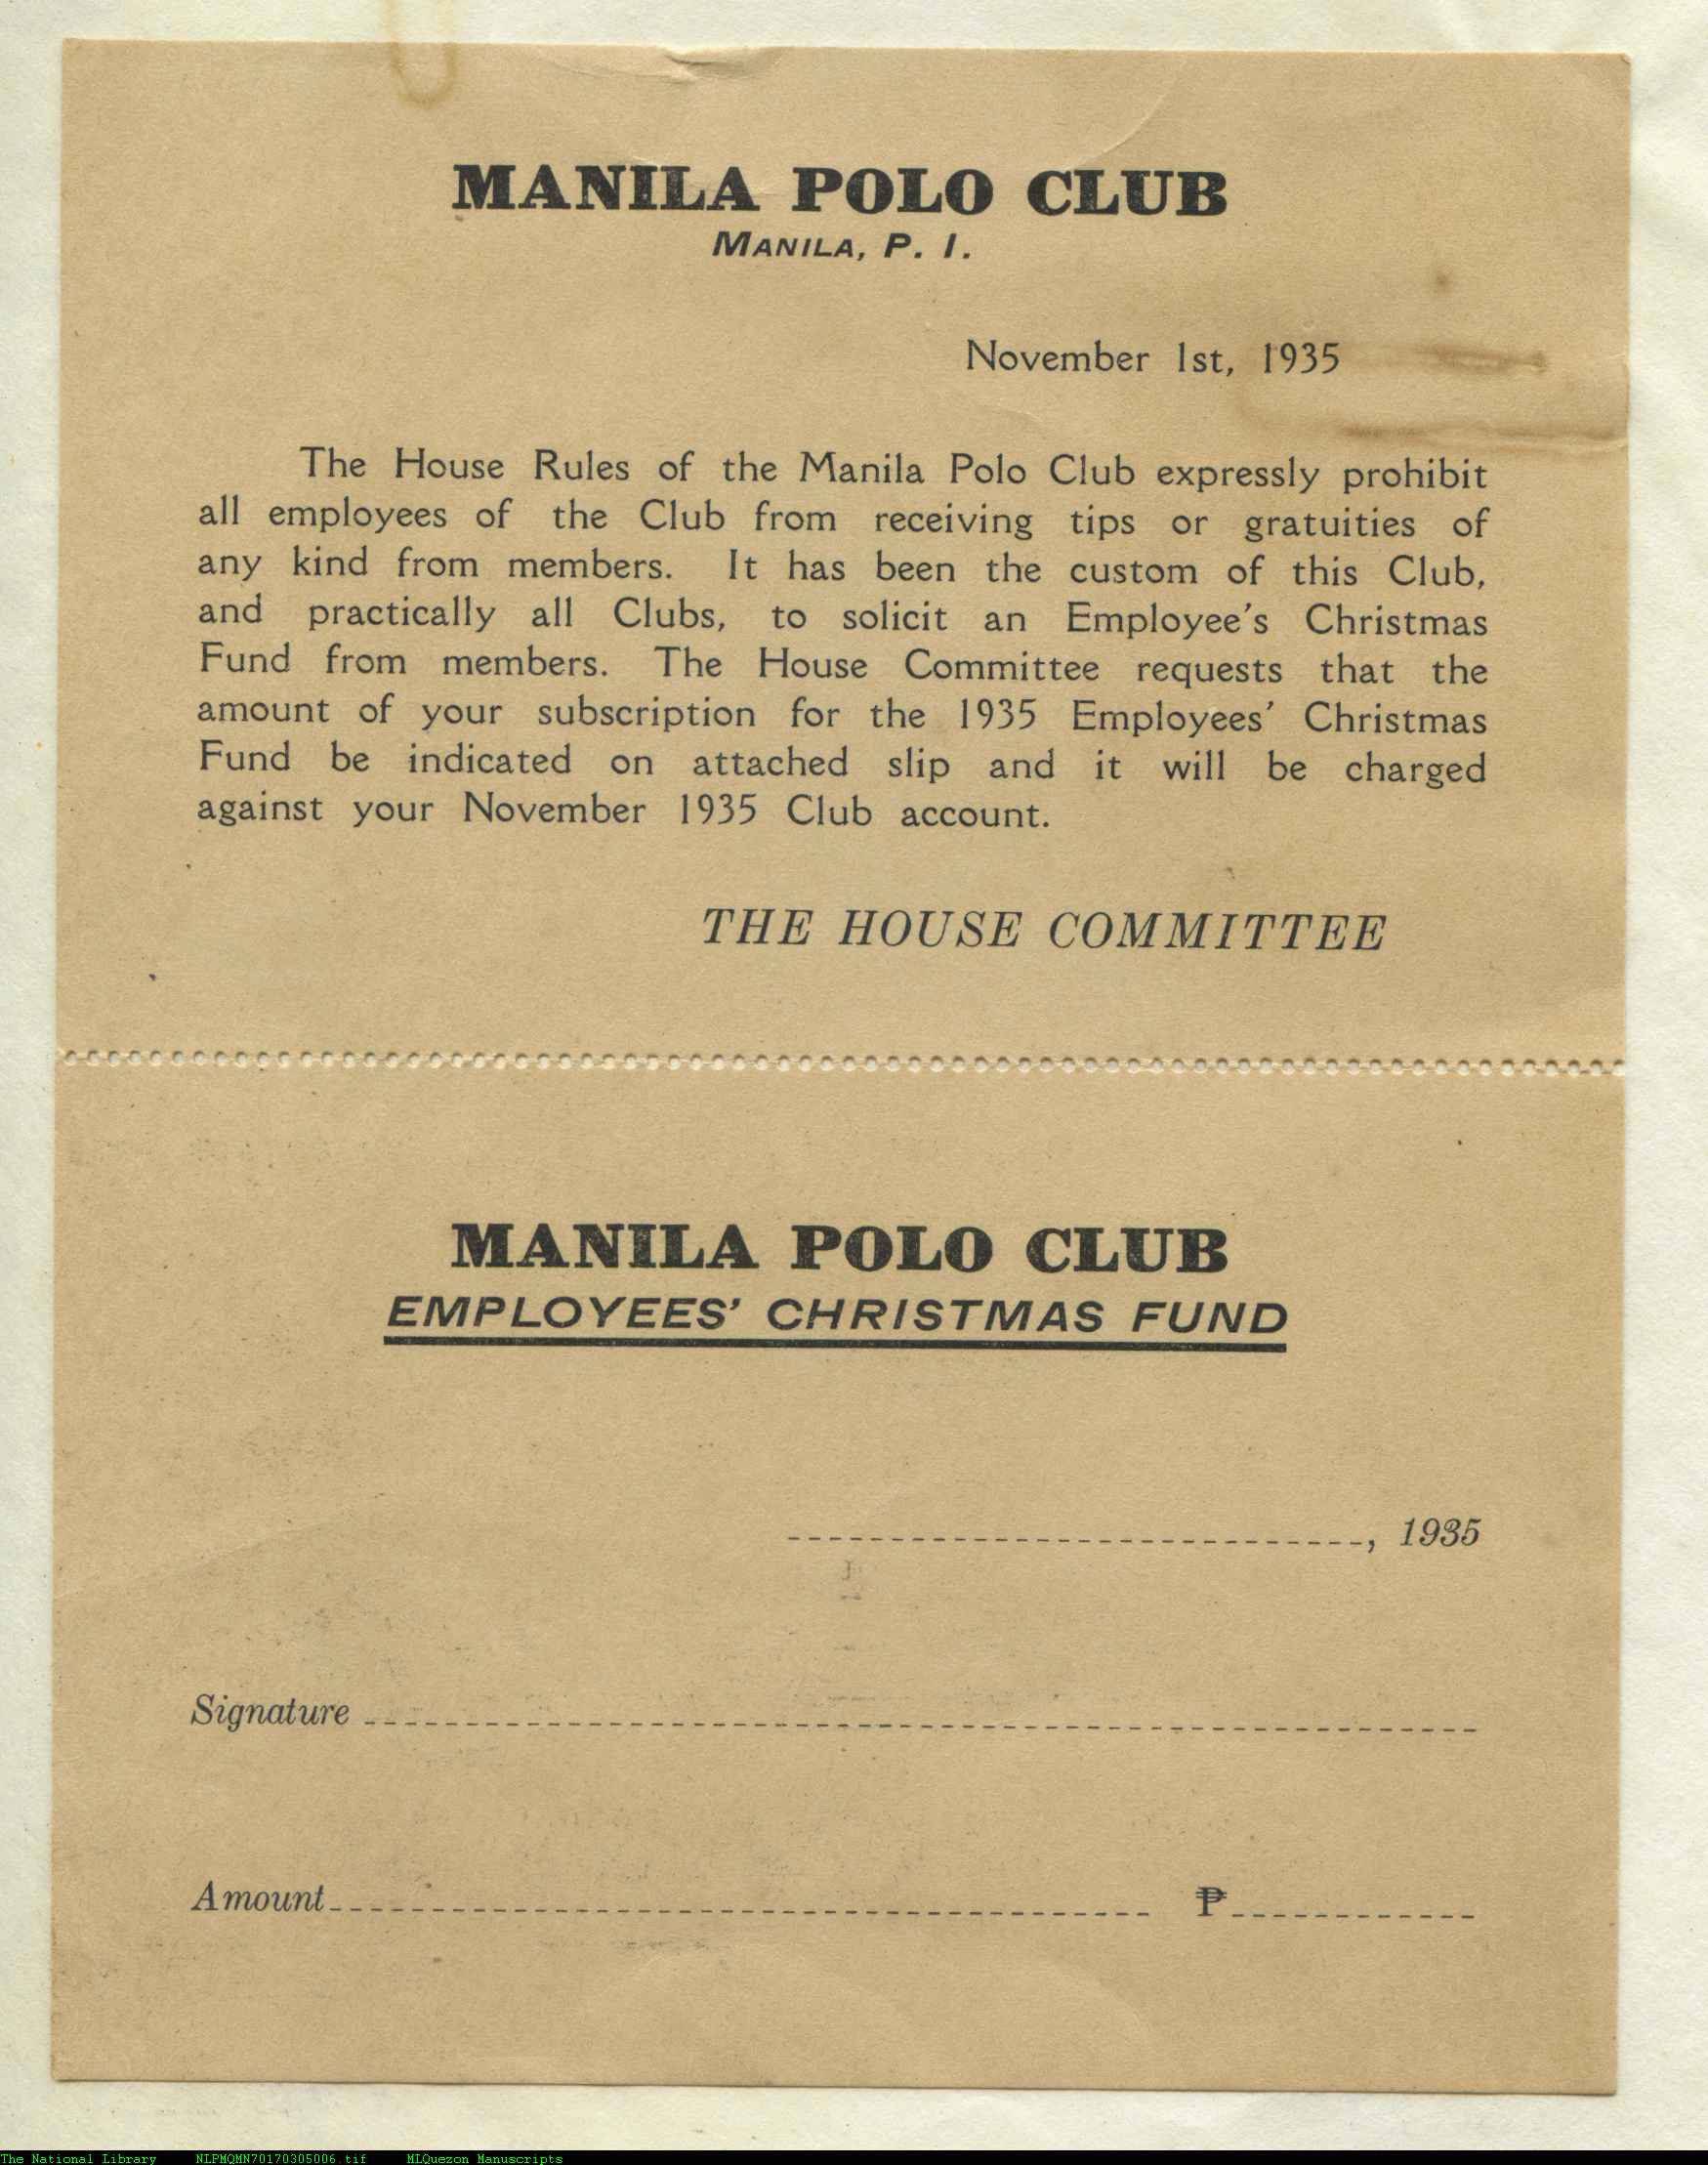 MANILA POLO CLUB
MANILA, P. I.
November 1st, 1935
The House Rules of the Manila Polo Club expressly prohibit
all employees of the Club from receiving tips or gratuities of
any kind from members. It has been the custom of this Club,
and practically all Clubs, to solicit an Employee's Christmas
Fund from members. The House Committee requests that the
amount of your subscription for the 1935 Employees' Christmas
Fund be indicated on attached slip and it will be charged
against your November 1935 Club account.
THE HOUSE COMMITTEE
MANILA POLO CLUB
EMPLOYEES' CHRISTMAS FUND
, 1935
Signature
Amount ₱
The National Library NLPMQMN70170305006.tif MLQuezon Manuscripts